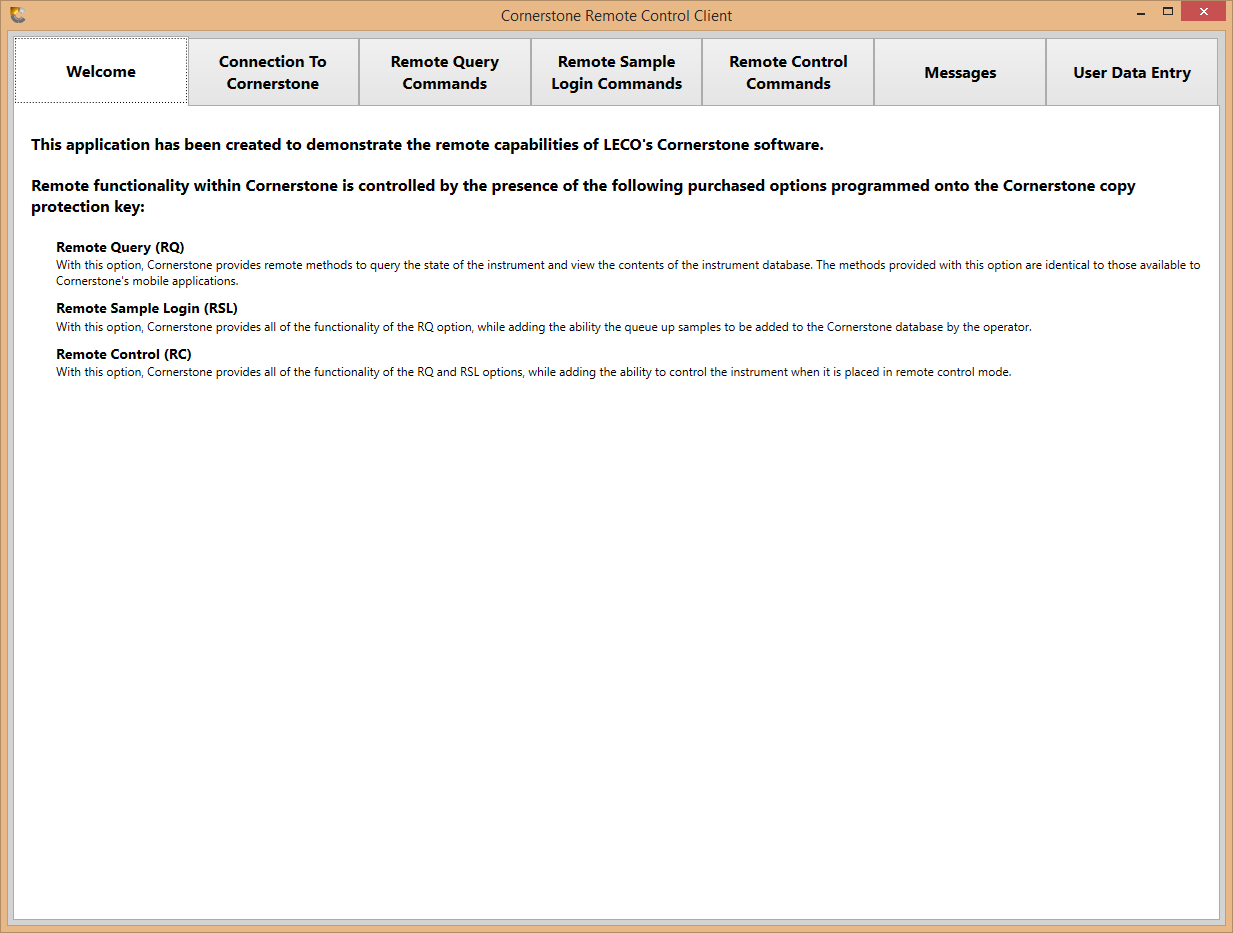 Cornerstone Remote Control Client
Welcome
Connection To
Cornerstone
Remote Query
Commands
Remote Sample
Login Commands
Remote Control
Commands
Messages
User Data Entry
This application has been created to demonstrate the remote capabilities of LECO's Cornerstone software.
Remote functionality within Cornerstone is controlled by the presence of the following purchased options programmed onto the Cornerstone copy
protection key:
Remote Query (RQ)
With this option, Cornerstone provides remote methods to query the state of the instrument and view the contents of the instrument database. The methods provided with this option are identical to those available to
Cornerstone's mobile applications.
Remote Sample Login (RSL)
With this option, Cornerstone provides all of the functionality of the RQ option, while adding the ability the queue up samples to be added to the Cornerstone database by the operator.
Remote Control (RC)
With this option, Cornerstone provides all of the functionality of the RQ and RSL options, while adding the ability to control the instrument when it is placed in remote control mode.